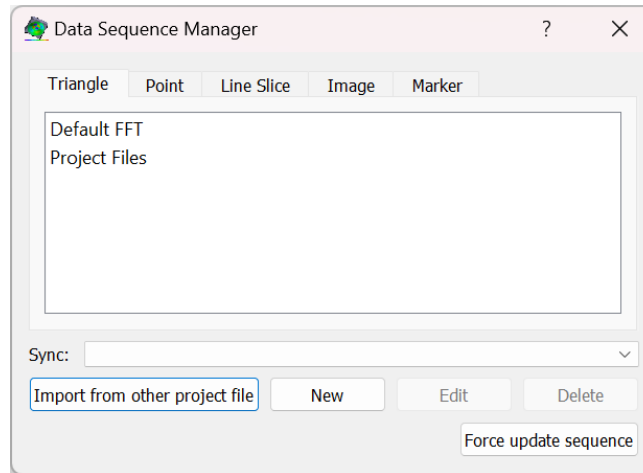 Data Sequence Manager ? ✕
Triangle Point Line Slice Image Marker
Default FFT
Project Files
Sync:
Import from other project file New Edit Delete
Force update sequence